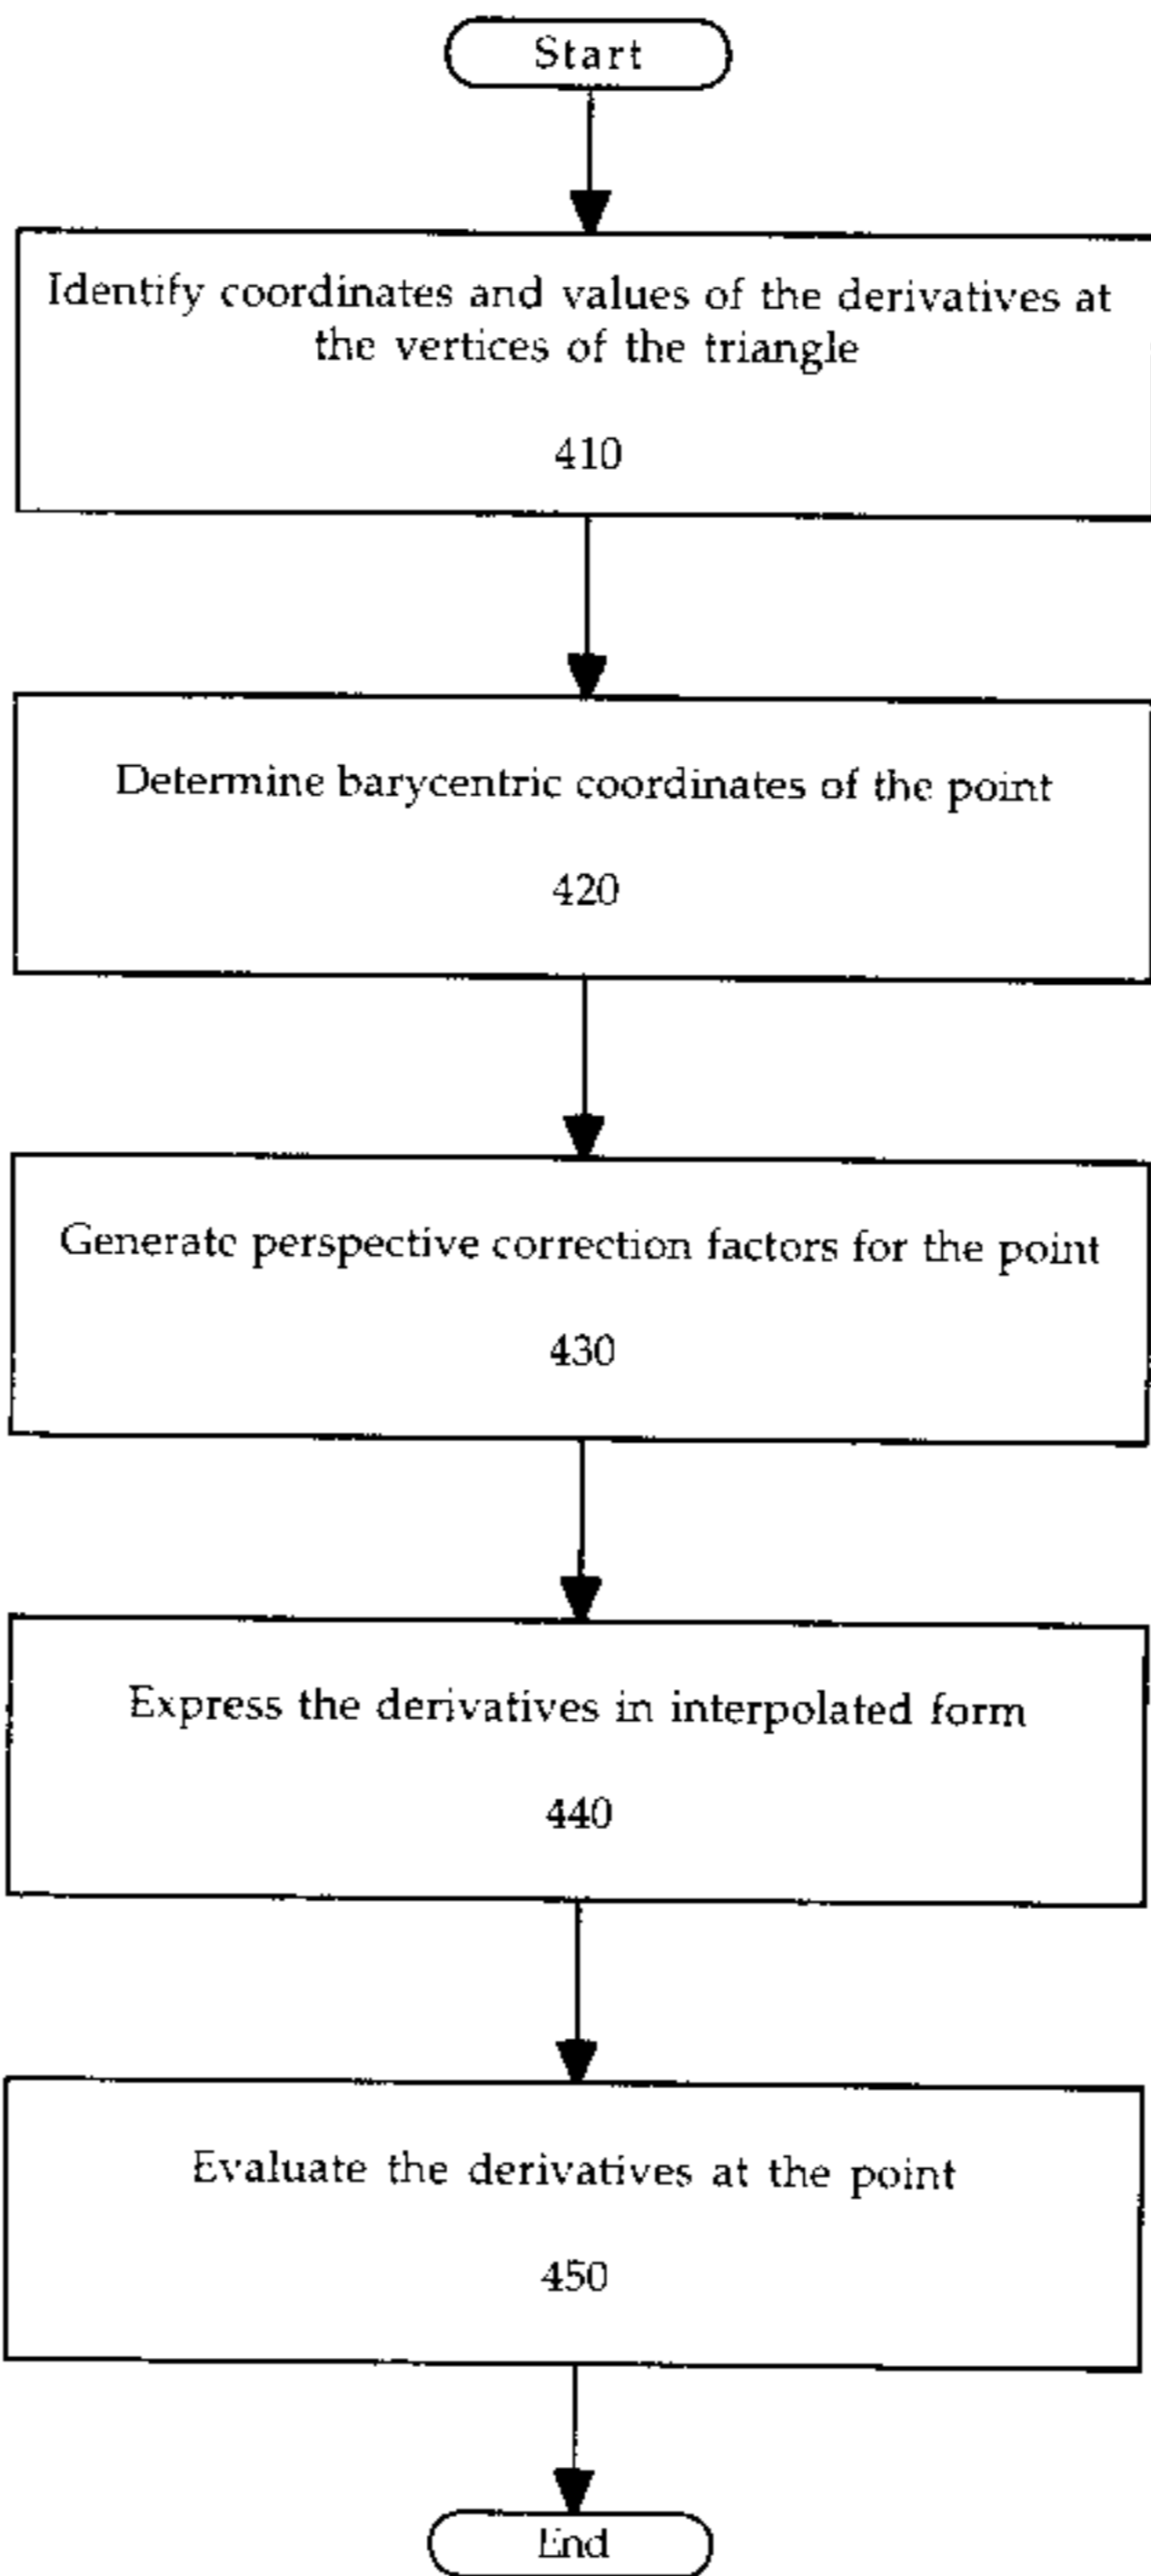 Start
Identify coordinates and values of the derivatives at
the vertices of the triangle
410
Determine barycentric coordinates of the point
420
Generate perspective correction factors for the point
430
Express the derivatives in interpolated form
440
Evaluate the derivatives at the point
450
End